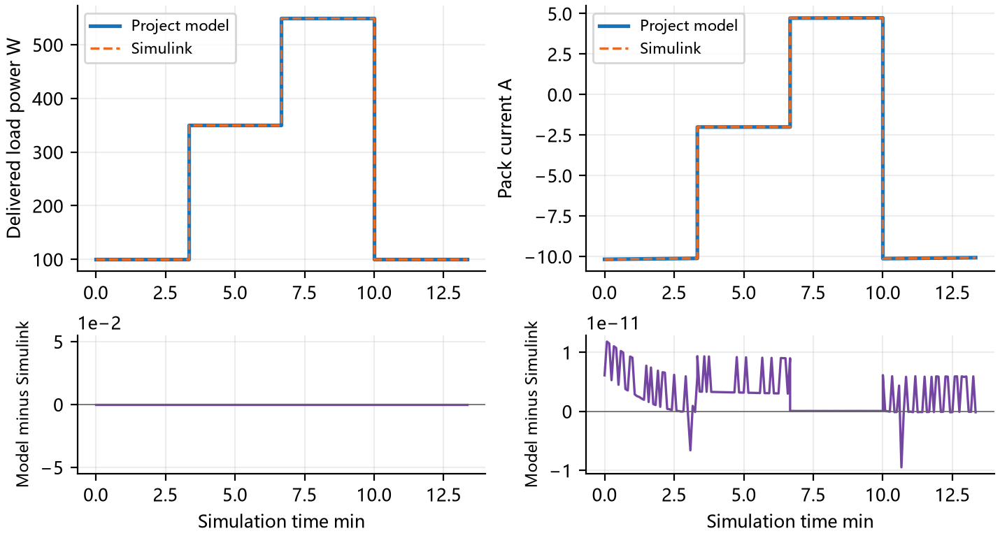 Delivered load power W
500
400
300
200
100
Project model
Simulink
0.0 2.5 5.0 7.5 10.0 12.5
Pack current A
5.0
2.5
0.0
−2.5
−5.0
−7.5
−10.0
Project model
Simulink
0.0 2.5 5.0 7.5 10.0 12.5
Model minus Simulink
1e−2
5
0
−5
0.0 2.5 5.0 7.5 10.0 12.5
Simulation time min
Model minus Simulink
1e−11
1
0
−1
0.0 2.5 5.0 7.5 10.0 12.5
Simulation time min